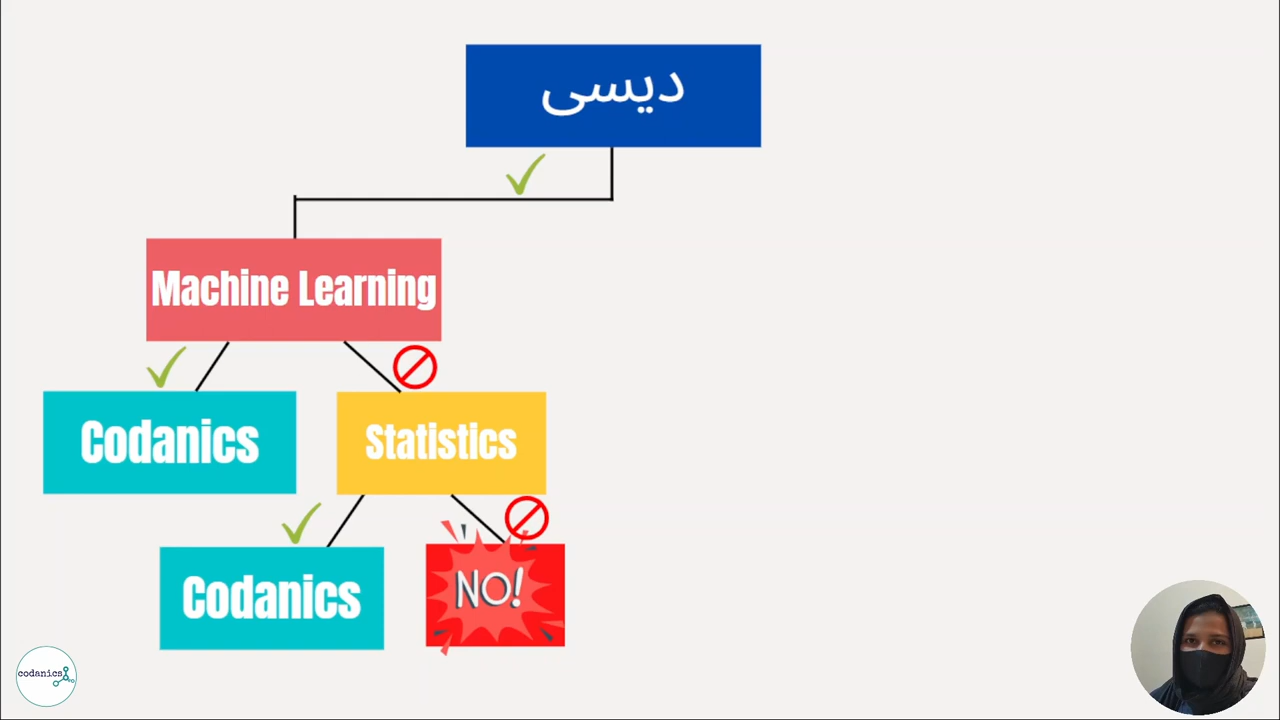 دیسی
Machine Learning
Codanics
Statistics
Codanics
NO!
codanics